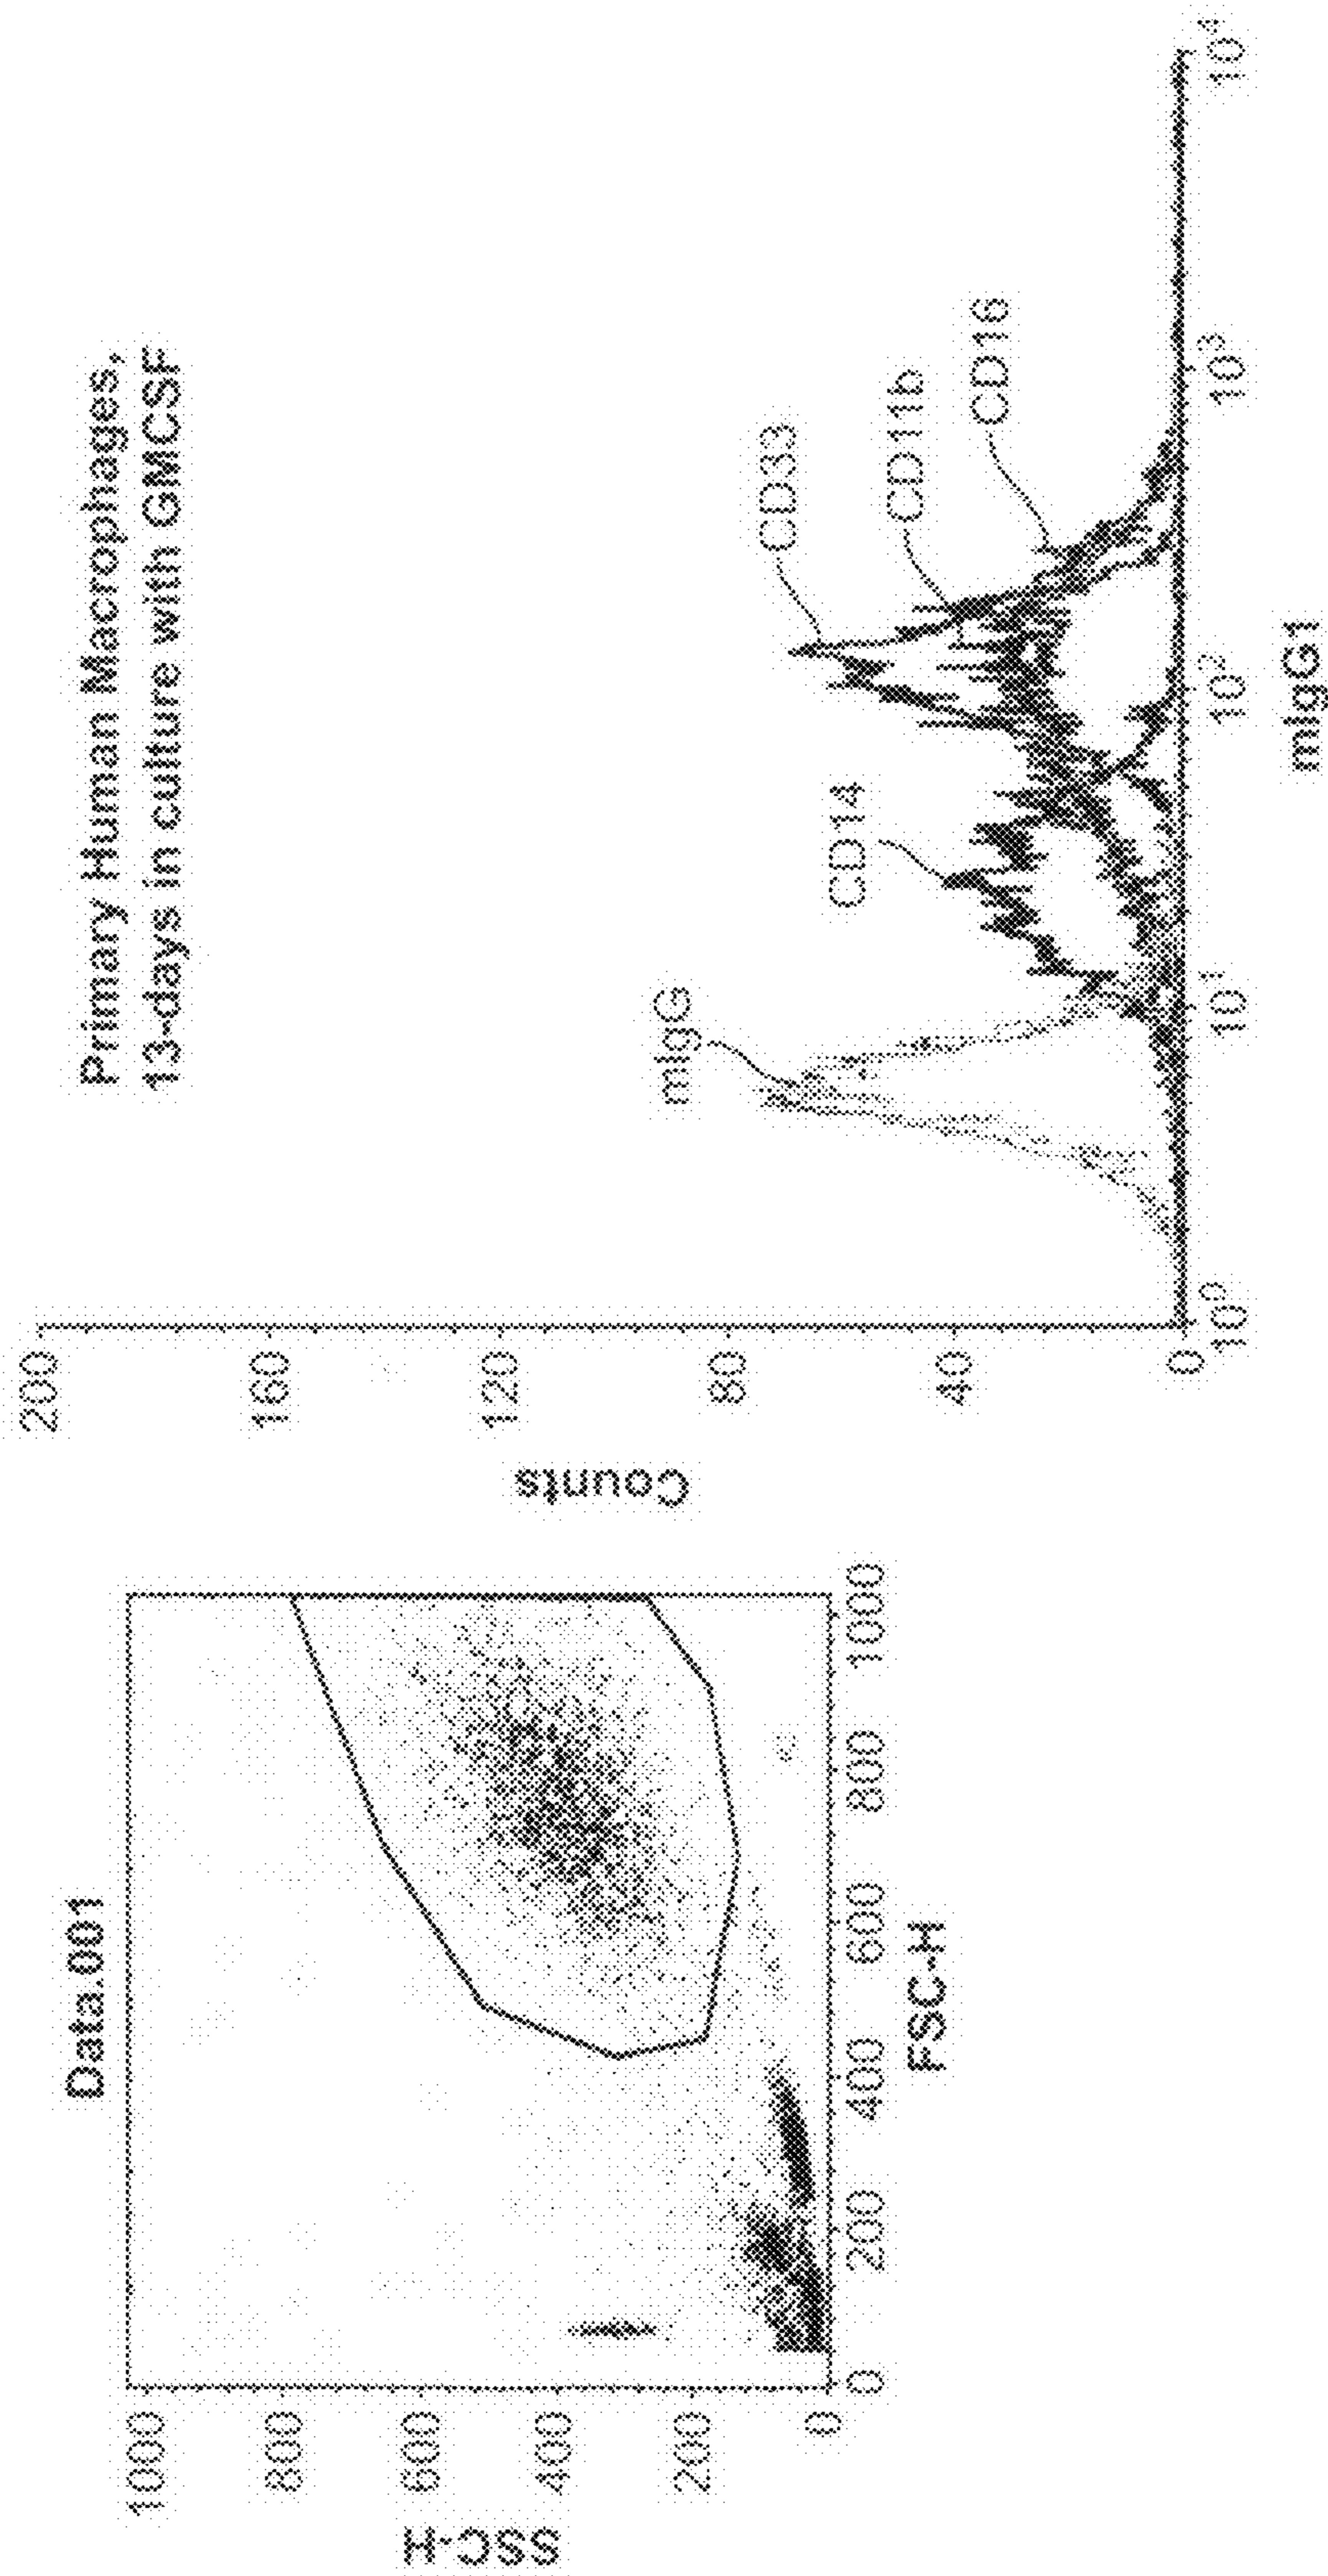 Data.001
SSC-H
1000
800
600
400
200
0
0
200
400
600
800
1000
FSC-H
Primary Human Macrophages,
13-days in culture with GMCSF
Counts
200
160
120
80
40
0
mIgG
CD14
CD33
CD11b
CD16
10⁰
10¹
10²
10³
10⁴
mIgG1